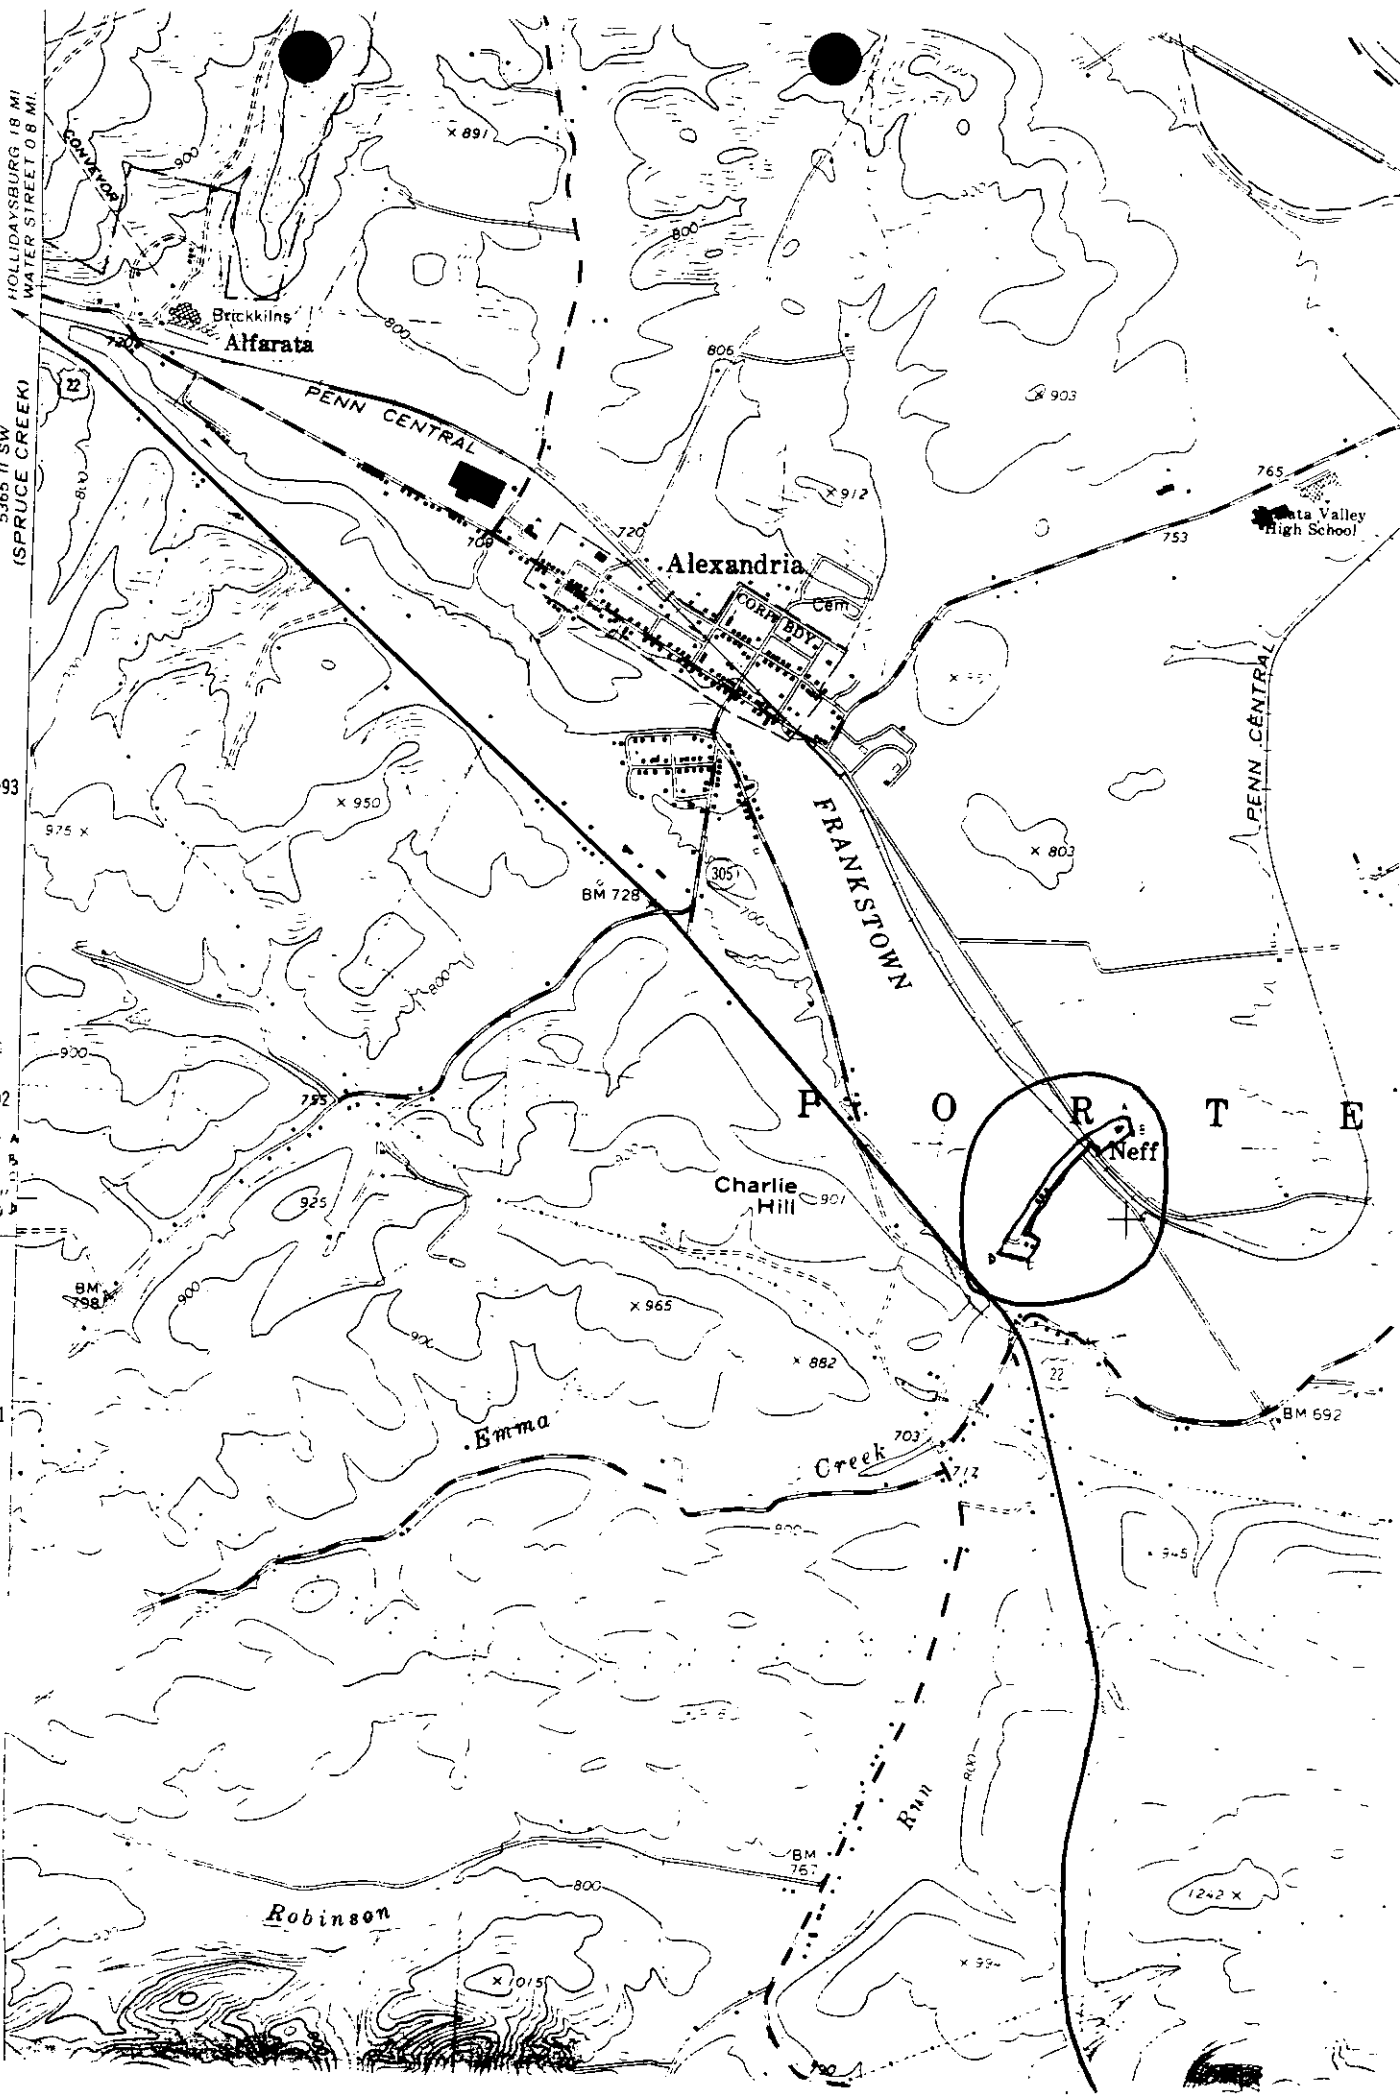 HOLLIDAYSBURG 18 MI.
WATER STREET 0.8 MI.
CONVEYOR
900
× 891
800
Brickkilns
Alfarata
720
22
800
PENN CENTRAL
806
× 903
5365 II SW
(SPRUCE CREEK)
800
× 912
765
709
720
753
High School
Alexandria
Cem
CORP BDY
PENN CENTRAL
93
× 950
975 ×
× 803
FRANKSTOWN
305
BM 728
700
800
900
755
P O R T E
Neff
925
Charlie
Hill
901
BM
798
900
× 965
900
× 882
22
BM 692
Emma
Creek
703
712
800
945
800
Run
BM
767
800
1242 ×
Robinson
× 994
× 1015